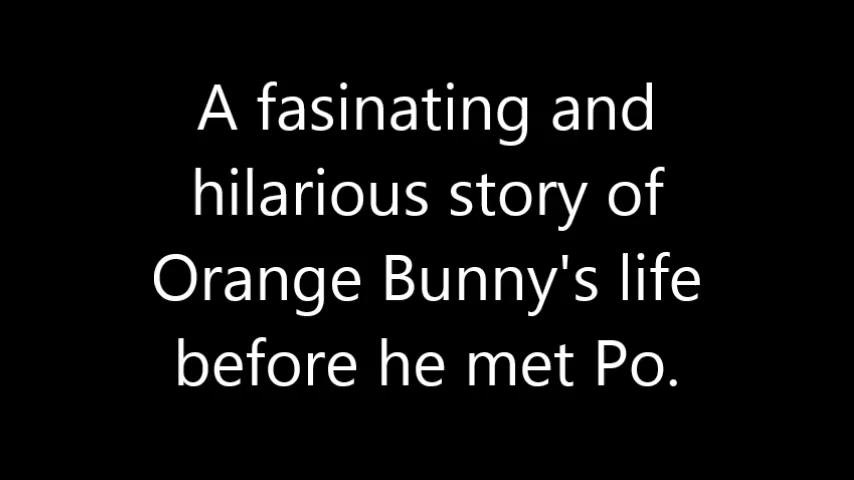 A fasinating and
hilarious story of
Orange Bunny's life
before he met Po.